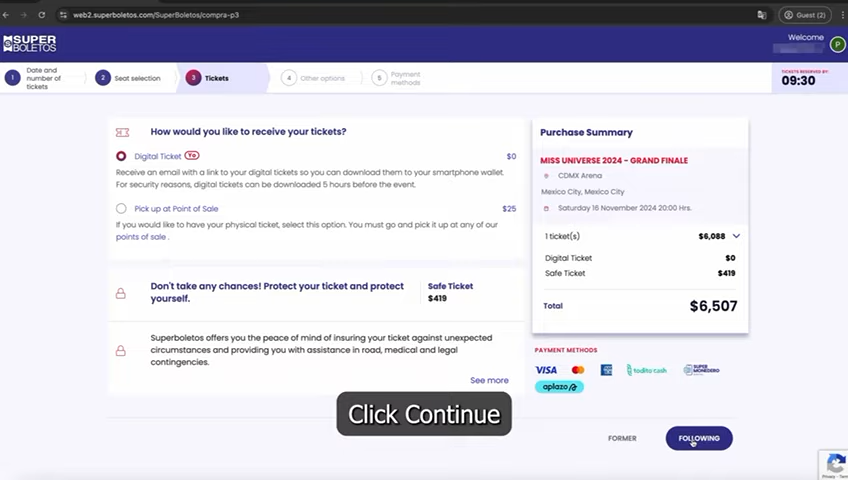 web2.superboletos.com/SuperBoletos/compra-p3
Guest (2)
SUPER
BOLETOS
Welcome
P
1 Date and
number of
tickets
2 Seat selection
3 Tickets
4 Other options
5 Payment
methods
TICKETS RESERVED BY:
09:30
How would you like to receive your tickets?
Digital Ticket Yo $0
Receive an email with a link to your digital tickets so you can download them to your smartphone wallet.
For security reasons, digital tickets can be downloaded 5 hours before the event.
Pick up at Point of Sale $25
If you would like to have your physical ticket, select this option. You must go and pick it up at any of our
points of sale .
Don't take any chances! Protect your ticket and protect
yourself.
Safe Ticket
$419
Superboletos offers you the peace of mind of insuring your ticket against unexpected
circumstances and providing you with assistance in road, medical and legal
contingencies.
See more
Purchase Summary
MISS UNIVERSE 2024 - GRAND FINALE
CDMX Arena
Mexico City, Mexico City
Saturday 16 November 2024 20:00 Hrs.
1 ticket(s) $6,088
Digital Ticket $0
Safe Ticket $419
Total $6,507
PAYMENT METHODS
VISA
todito cash
SUPER
MONEDERO
aplazo
Click Continue
FORMER
FOLLOWING